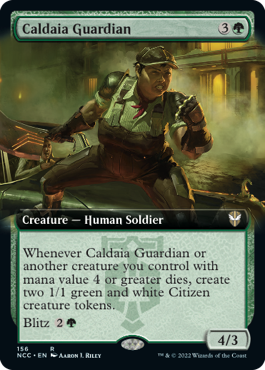 Caldaia Guardian 3
Creature — Human Soldier
Whenever Caldaia Guardian or
another creature you control with
mana value 4 or greater dies, create
two 1/1 green and white Citizen
creature tokens.
Blitz 2
4/3
156 R
NCC • EN Aaron J. Riley ™ & © 2022 Wizards of the Coast